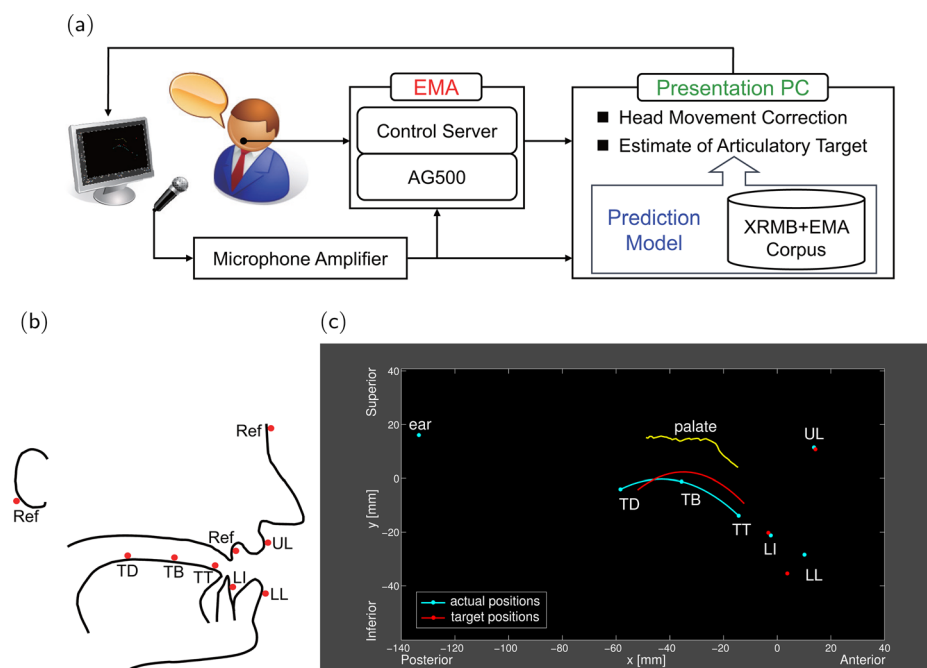 (a)
EMA
Presentation PC
Control Server
AG500
■ Head Movement Correction
■ Estimate of Articulatory Target
Prediction
Model
XRMB+EMA
Corpus
Microphone Amplifier
(b)
Ref
Ref
Ref
UL
TD
TB
TT
LI
LL
(c)
Superior
Inferior
y [mm]
40
20
0
−20
−40
ear
palate
UL
TD
TB
TT
LI
LL
actual positions
target positions
−140
−120
−100
−80
−60
−40
−20
0
20
40
Posterior
x [mm]
Anterior